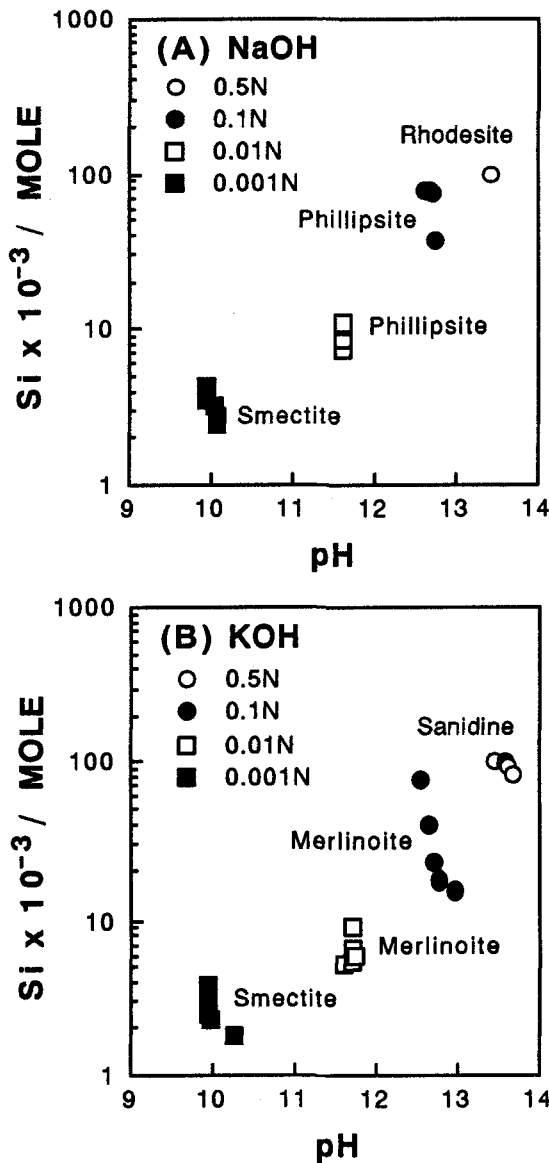 1000
(A) NaOH
0.5N
0.1N
0.01N
0.001N
Rhodesite
100
Phillipsite
Phillipsite
10
Smectite
1
Si x 10⁻³ / MOLE
9 10 11 12 13 14
pH
1000
(B) KOH
0.5N
0.1N
0.01N
0.001N
Sanidine
100
Merlinoite
Merlinoite
10
Smectite
1
Si x 10⁻³ / MOLE
9 10 11 12 13 14
pH